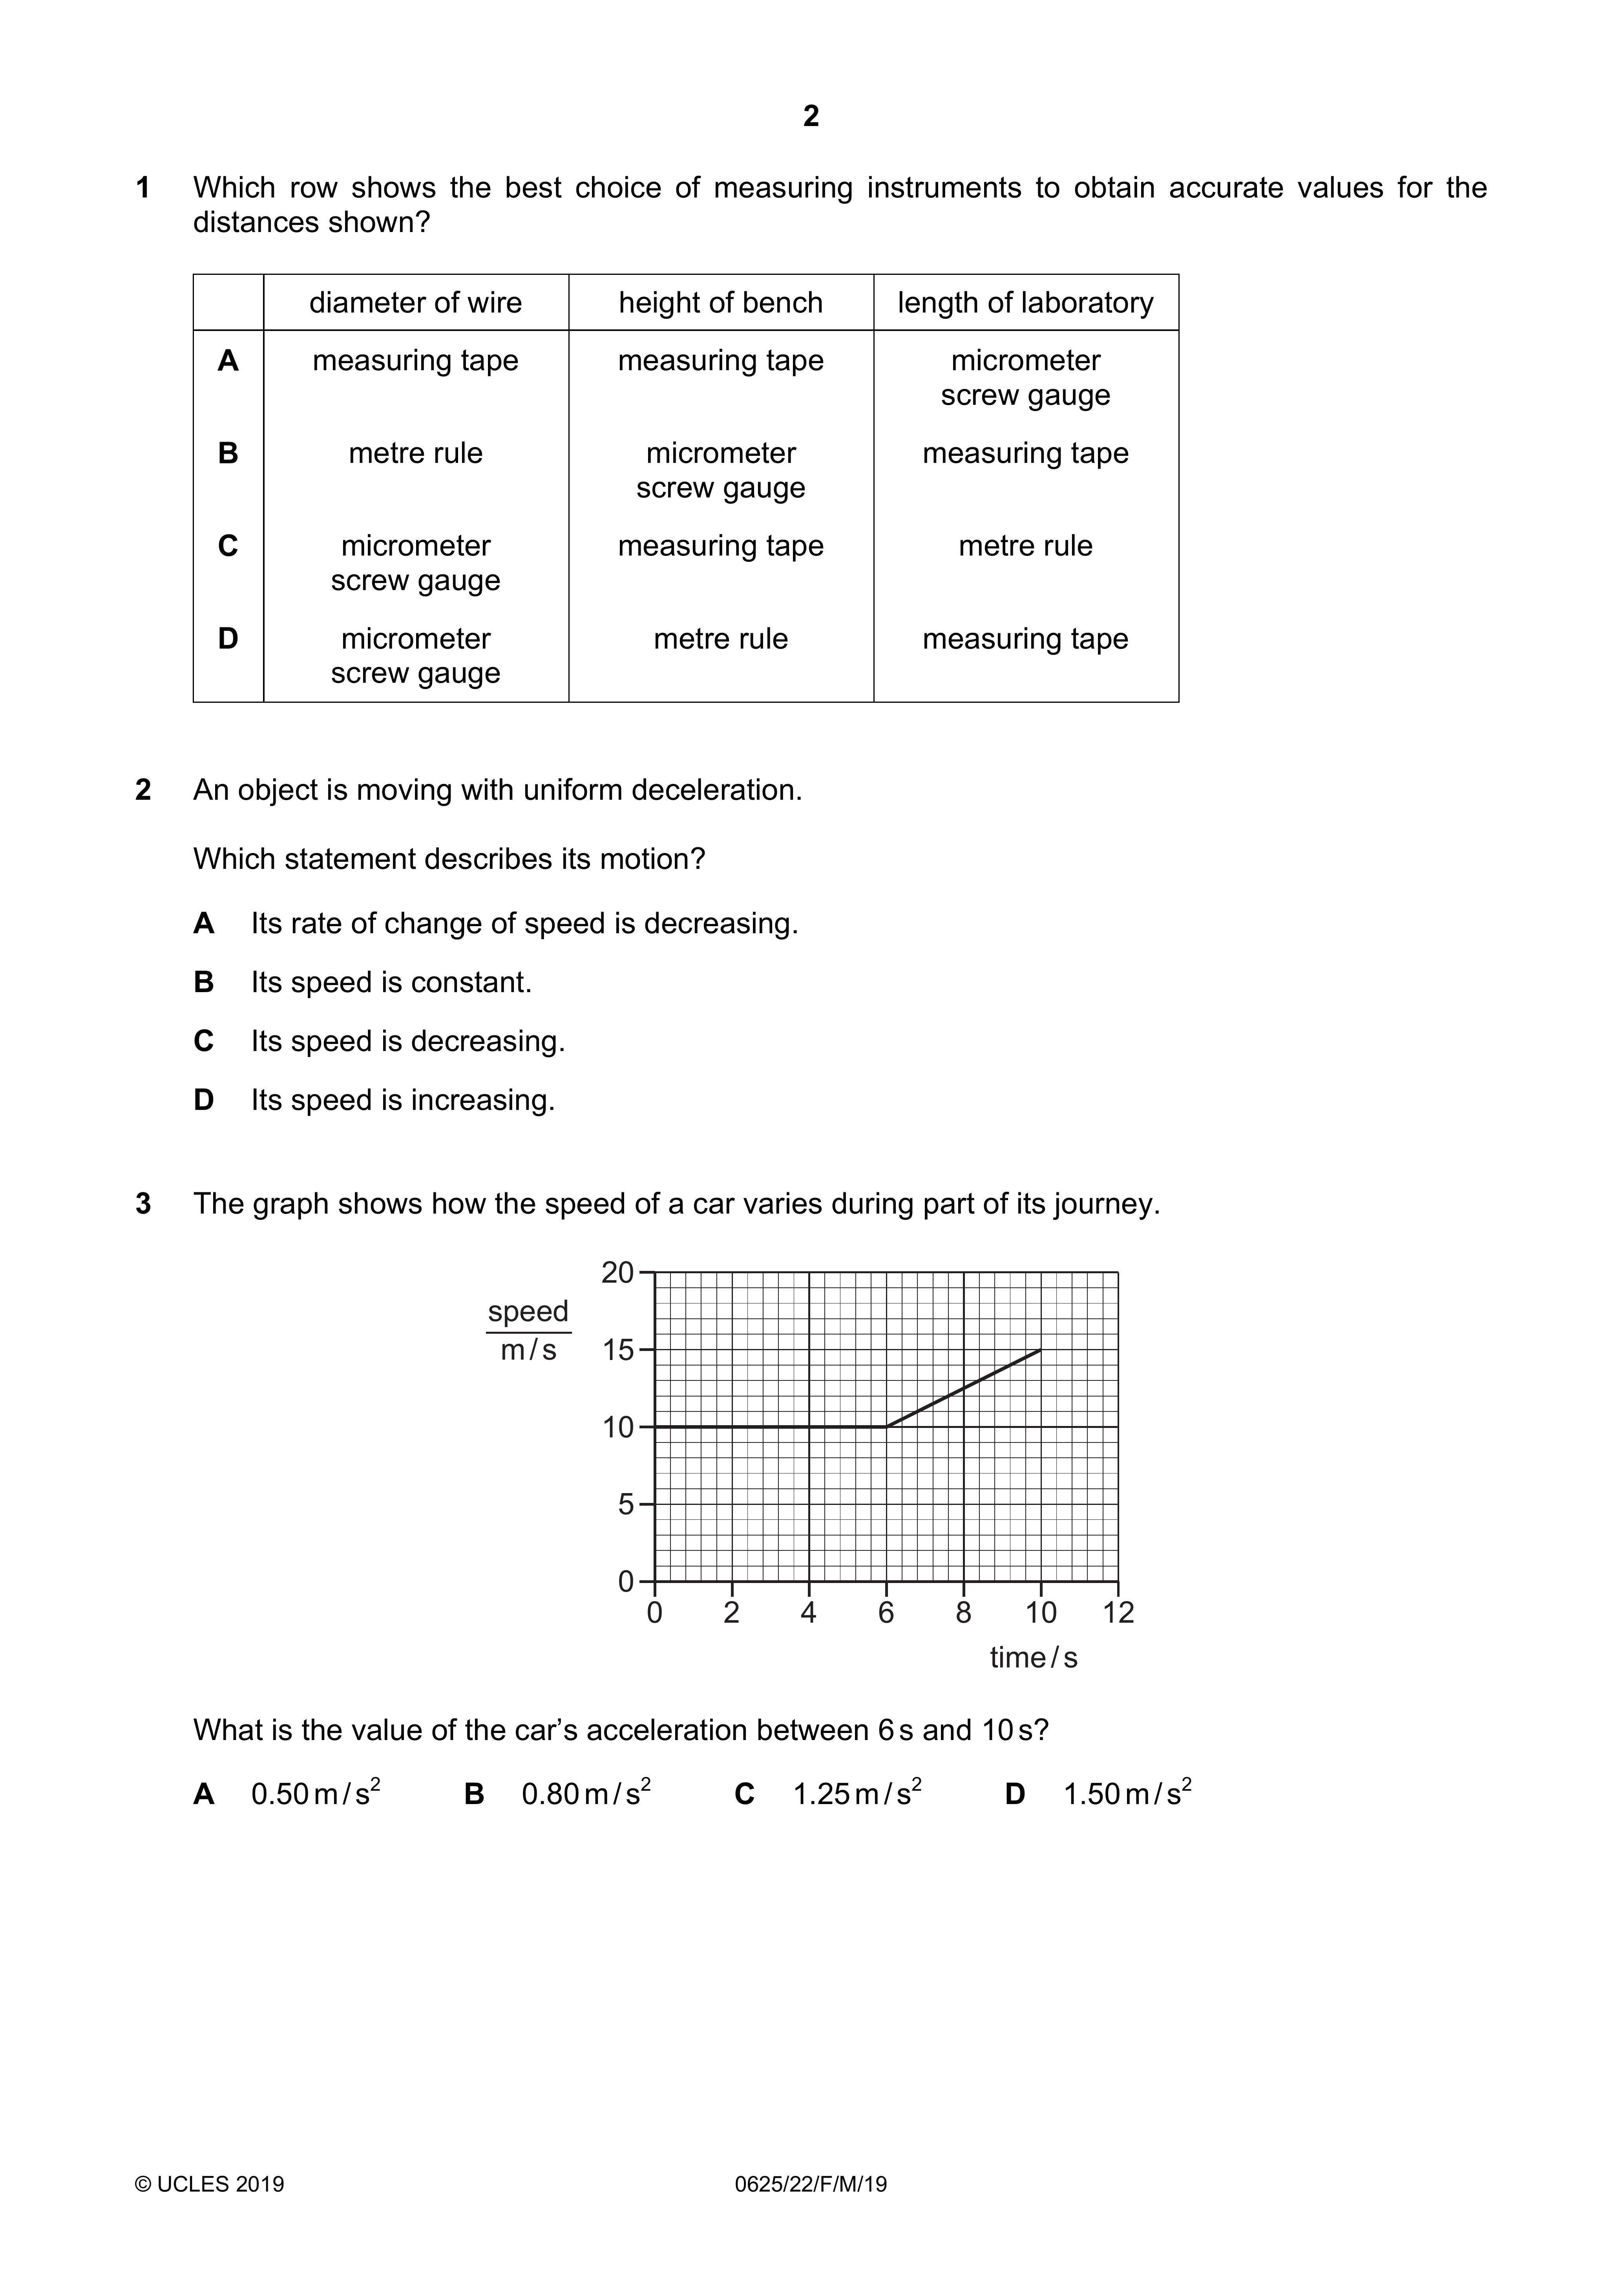 2
1 Which row shows the best choice of measuring instruments to obtain accurate values for the
distances shown?
diameter of wire height of bench length of laboratory
A measuring tape measuring tape micrometer
screw gauge
B metre rule micrometer measuring tape
screw gauge
C micrometer measuring tape metre rule
screw gauge
D micrometer metre rule measuring tape
screw gauge
2 An object is moving with uniform deceleration.
Which statement describes its motion?
A Its rate of change of speed is decreasing.
B Its speed is constant.
C Its speed is decreasing.
D Its speed is increasing.
3 The graph shows how the speed of a car varies during part of its journey.
20
speed
m / s
15
10
5
0
0 2 4 6 8 10 12
time / s
What is the value of the car’s acceleration between 6 s and 10 s?
A 0.50 m / s² B 0.80 m / s² C 1.25 m / s² D 1.50 m / s²
© UCLES 2019 0625/22/F/M/19